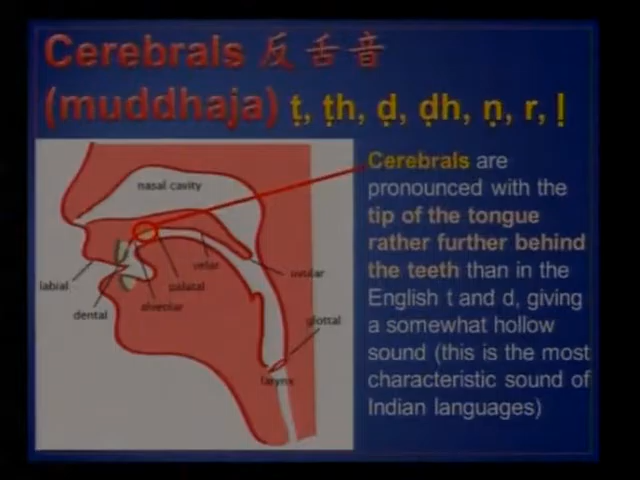 Cerebrals 反舌音
(muddhaja) ṭ, ṭh, ḍ, ḍh, ṇ, r, ḷ
Cerebrals are
pronounced with the
tip of the tongue
rather further behind
the teeth than in the
English t and d, giving
a somewhat hollow
sound (this is the most
characteristic sound of
Indian languages)
nasal cavity
labial
dental
alveolar
palatal
velar
uvular
glottal
larynx